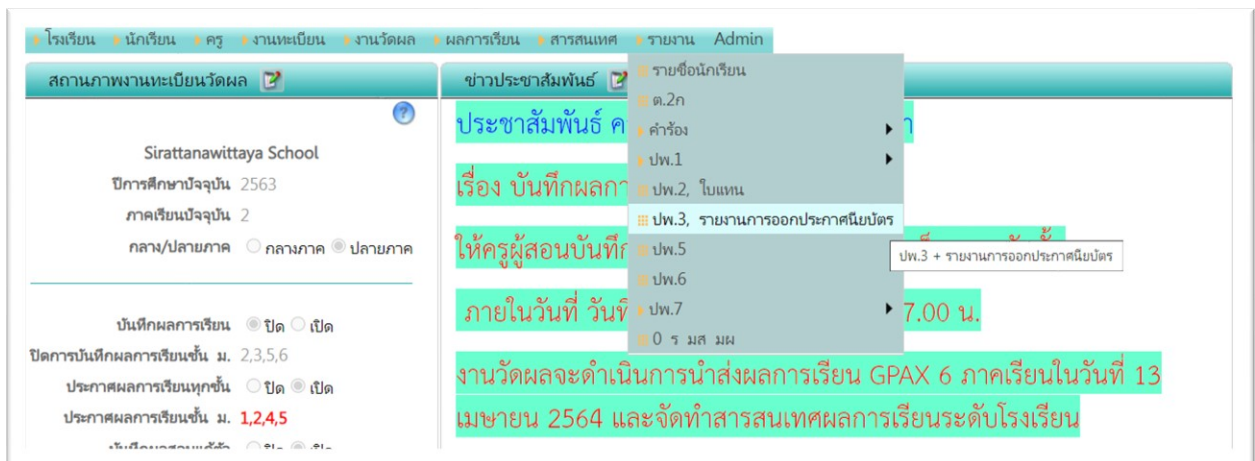 โรงเรียน นักเรียน ครู งานทะเบียน งานวัดผล ผลการเรียน สารสนเทศ รายงาน Admin
สถานภาพงานทะเบียนวัดผล
Sirattanawittaya School
ปีการศึกษาปัจจุบัน 2563
ภาคเรียนปัจจุบัน 2
กลาง/ปลายภาค กลางภาค ปลายภาค
บันทึกผลการเรียน ปิด เปิด
ปิดการบันทึกผลการเรียนชั้น ม. 2,3,5,6
ประกาศผลการเรียนทุกชั้น ปิด เปิด
ประกาศผลการเรียนชั้น ม. 1,2,4,5
ข่าวประชาสัมพันธ์
ประชาสัมพันธ์
เรื่อง
ให้ครูผู้สอนบันทึก
ภายในวันที่ 7.00 น.
งานวัดผลจะดำเนินการนำส่งผลการเรียน GPAX 6 ภาคเรียนในวันที่ 13
เมษายน 2564 และจัดทำสารสนเทศผลการเรียนระดับโรงเรียน
รายชื่อนักเรียน
ต.2ก
คำร้อง
ปพ.1
ปพ.2, ใบแทน
ปพ.3, รายงานการออกประกาศนียบัตร
ปพ.5
ปพ.6
ปพ.7
0 ร มส มผ
ปพ.3 + รายงานการออกประกาศนียบัตร